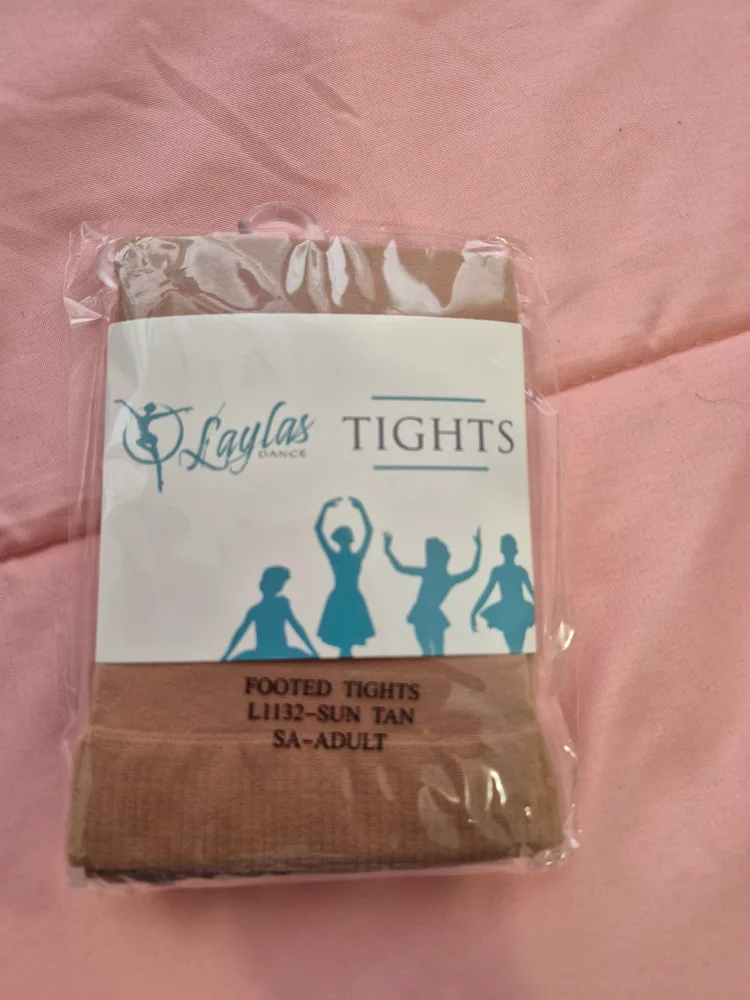 Laylas
DANCE
TIGHTS
FOOTED TIGHTS
L1132-SUN TAN
SA-ADULT